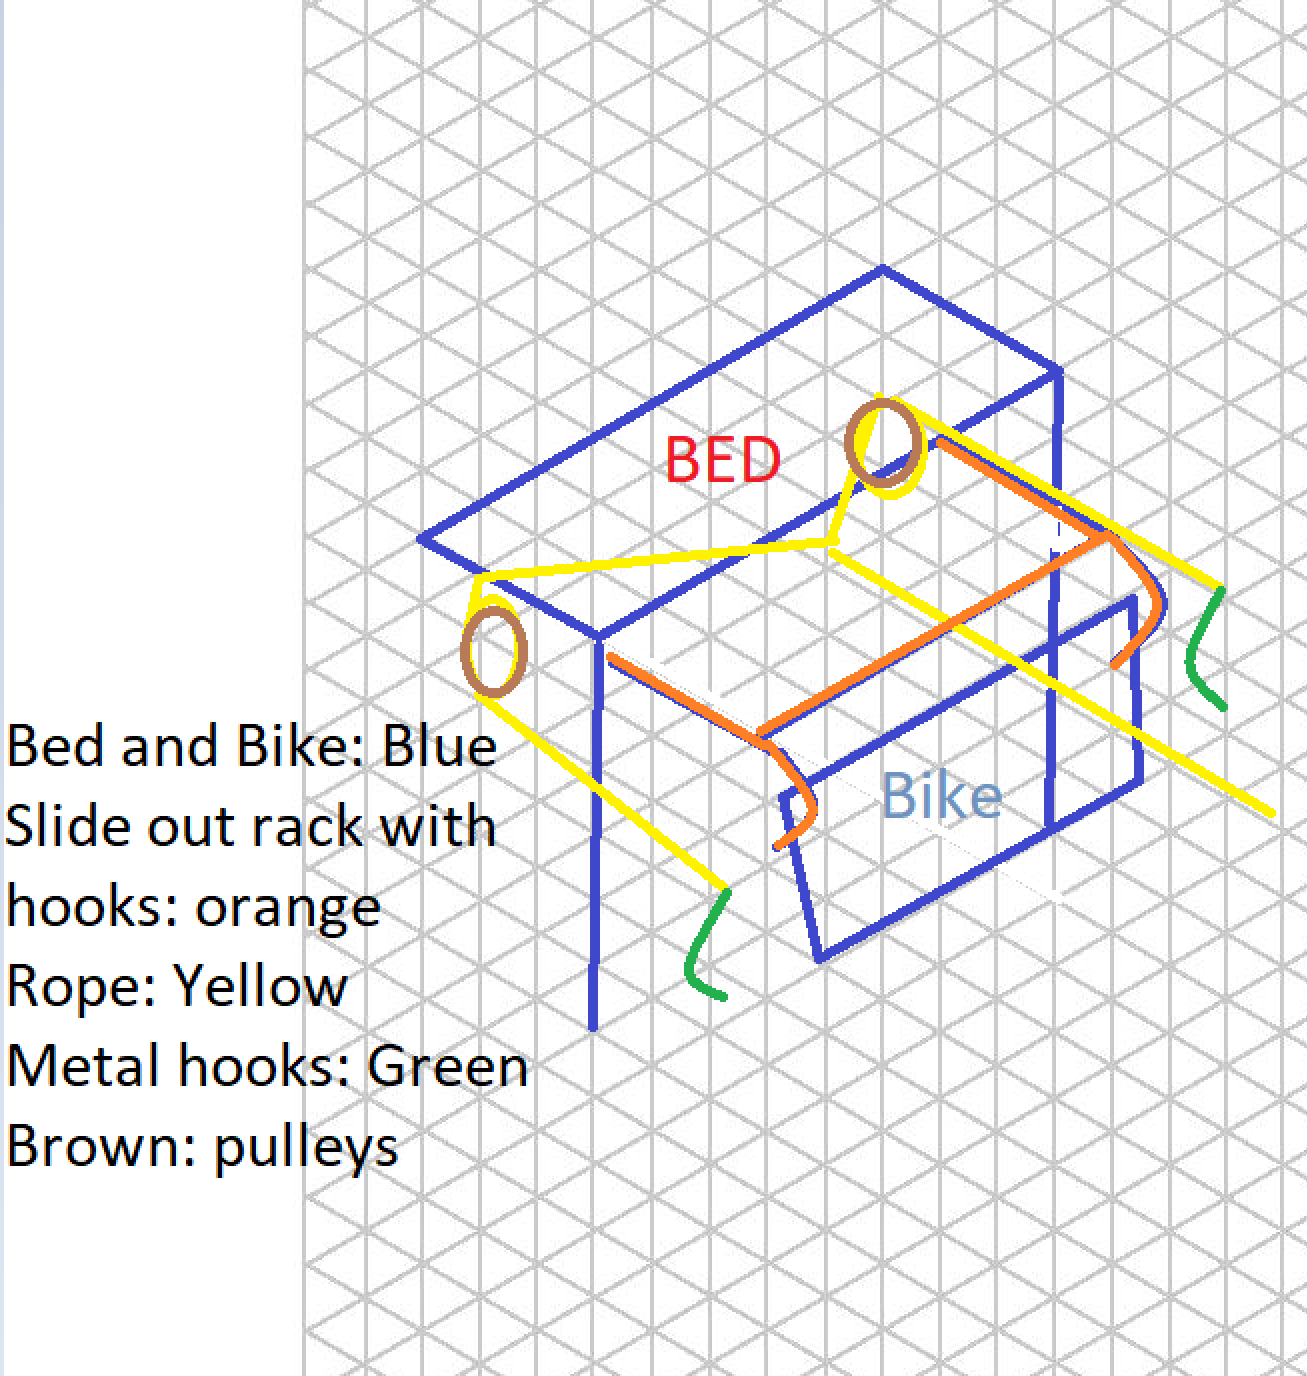 BED
Bed and Bike: Blue
Bike
Slide out rack with
hooks: orange
Rope: Yellow
Metal hooks: Green
Brown: pulleys